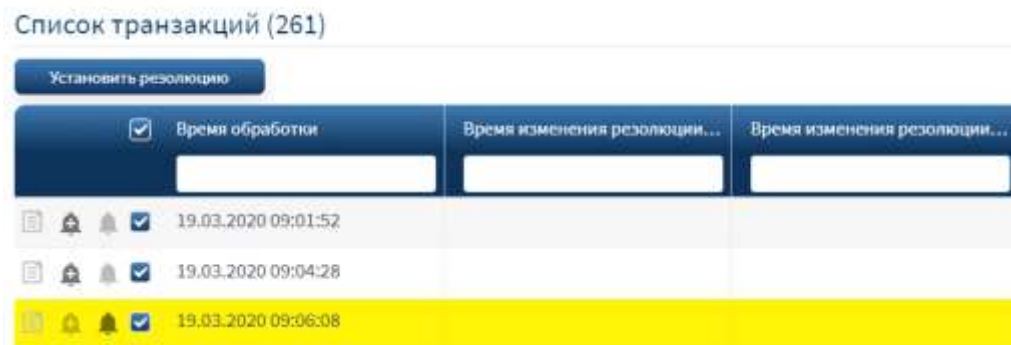 Список транзакций (261)
Установить резолюцию
Время обработки Время изменения резолюции... Время изменения резолюции...
19.03.2020 09:01:52
19.03.2020 09:04:28
19.03.2020 09:06:08